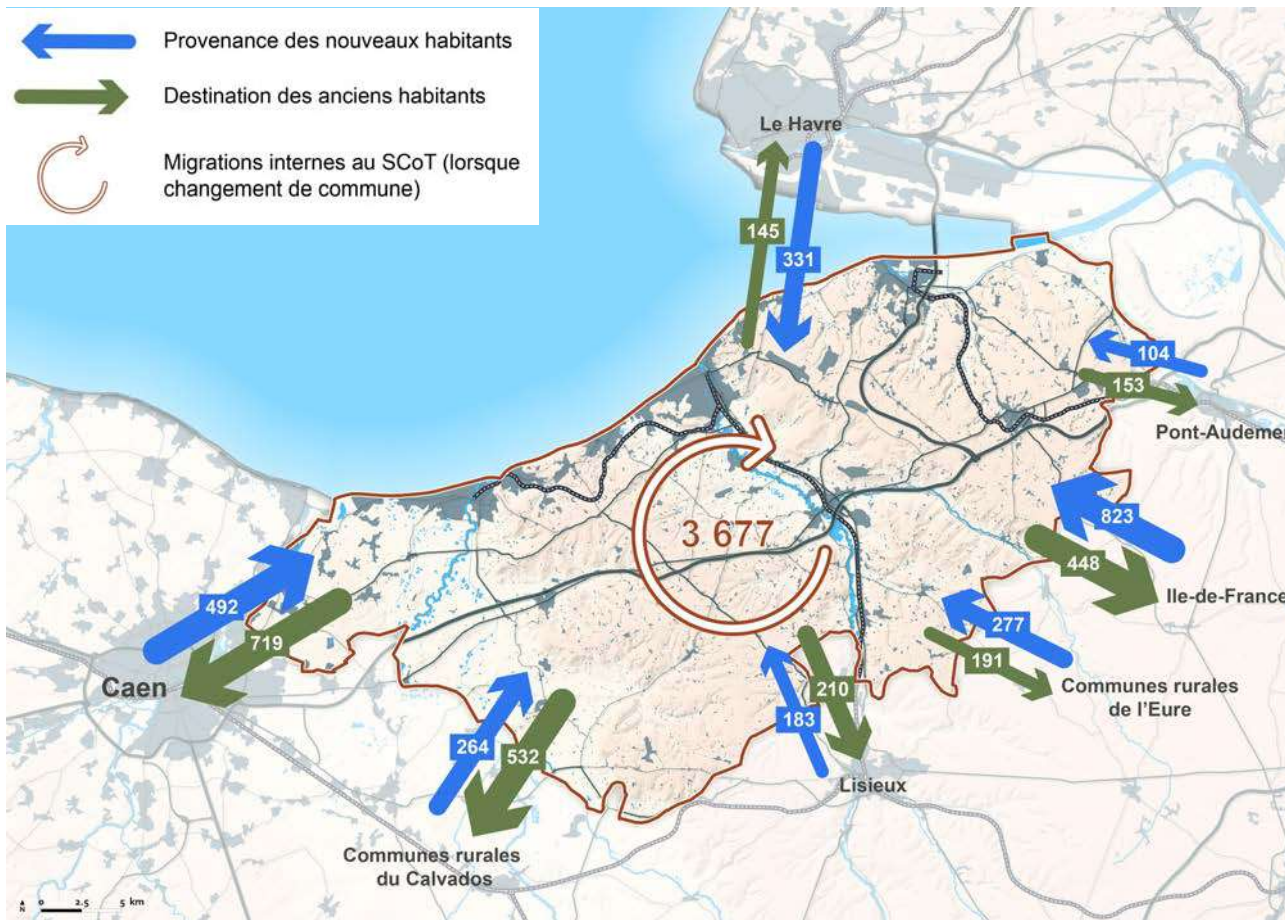 Provenance des nouveaux habitants
Destination des anciens habitants
Migrations internes au SCoT (lorsque
changement de commune)
Le Havre
145
331
104
153
Pont-Audemer
3 677
823
448
Ile-de-France
492
719
277
191
Caen
Communes rurales
de l'Eure
210
183
264
532
Lisieux
Communes rurales
du Calvados
N 0 2.5 5 km